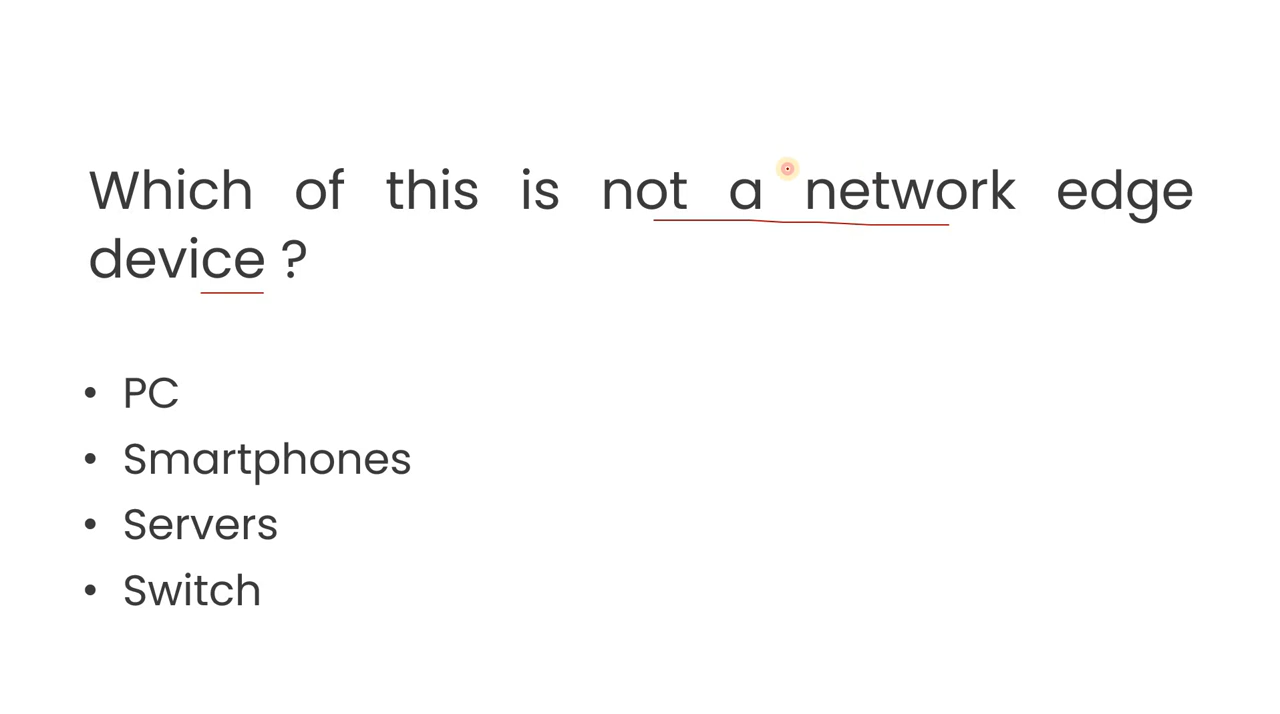 Which of this is not a network edge
device ?
• PC
• Smartphones
• Servers
• Switch